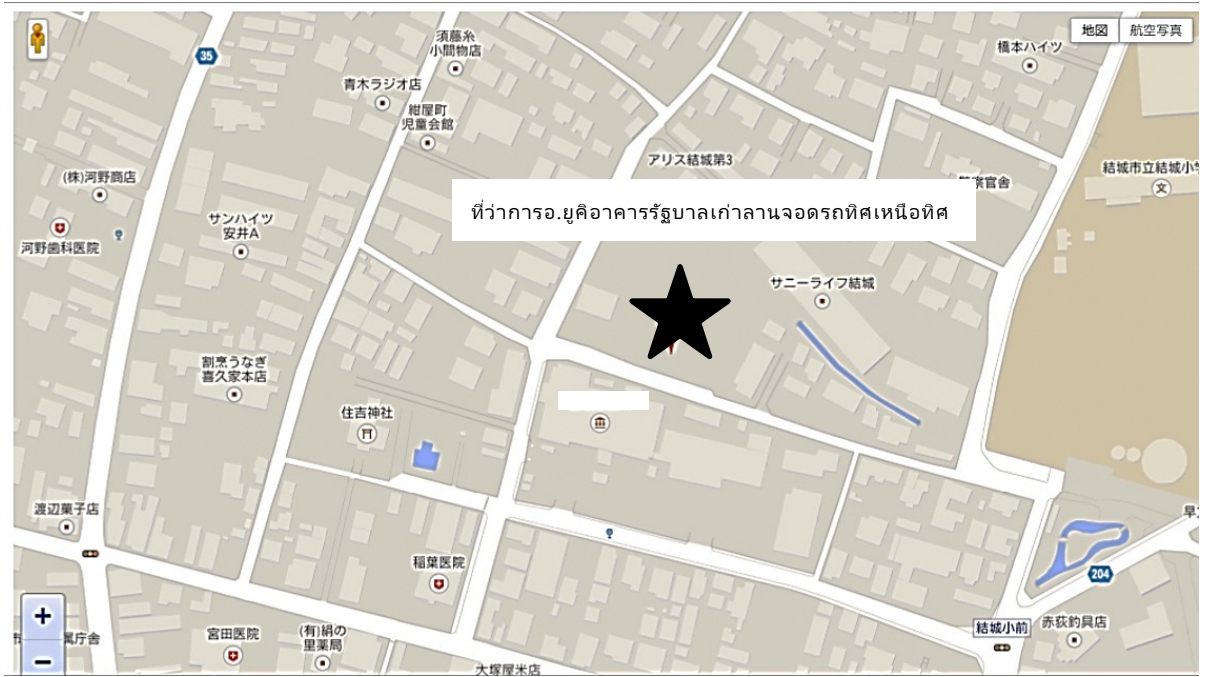 地図
航空写真
35
須藤糸
小間物店
橋本ハイツ
青木ラジオ店
紺屋町
児童会館
アリス結城第3
(株)河野商店
結城市立結城小
文
ที่ว่าการอ.ยูคิอาคารรัฐบาลเก่าลานจอดรถทิศเหนือทิศ
察官舎
サンハイツ
安井A
河野歯科医院
サニーライフ結城
割烹うなぎ
喜久家本店
住吉神社
渡辺菓子店
早
稲葉医院
204
+
宮田医院
(有)絹の
里薬局
結城小前
赤荻釣具店
属庁舎
−
大塚屋米店